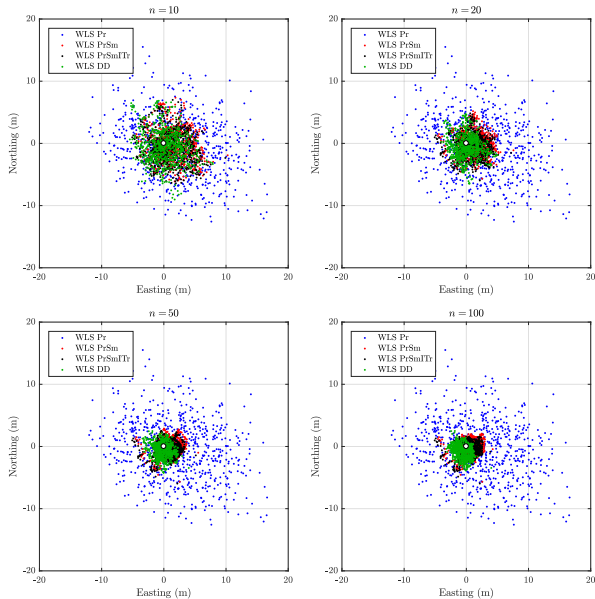 n = 10
20
10
0
-10
-20
-20
-10
0
10
20
Northing (m)
Easting (m)
WLS Pr
WLS PrSm
WLS PrSmITr
WLS DD
n = 20
20
10
0
-10
-20
-20
-10
0
10
20
Northing (m)
Easting (m)
WLS Pr
WLS PrSm
WLS PrSmITr
WLS DD
n = 50
20
10
0
-10
-20
-20
-10
0
10
20
Northing (m)
Easting (m)
WLS Pr
WLS PrSm
WLS PrSmITr
WLS DD
n = 100
20
10
0
-10
-20
-20
-10
0
10
20
Northing (m)
Easting (m)
WLS Pr
WLS PrSm
WLS PrSmITr
WLS DD